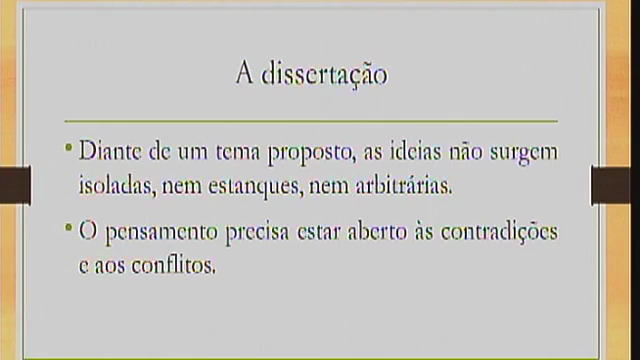 A dissertação
• Diante de um tema proposto, as ideias não surgem
isoladas, nem estanques, nem arbitrárias.
• O pensamento precisa estar aberto às contradições
e aos conflitos.